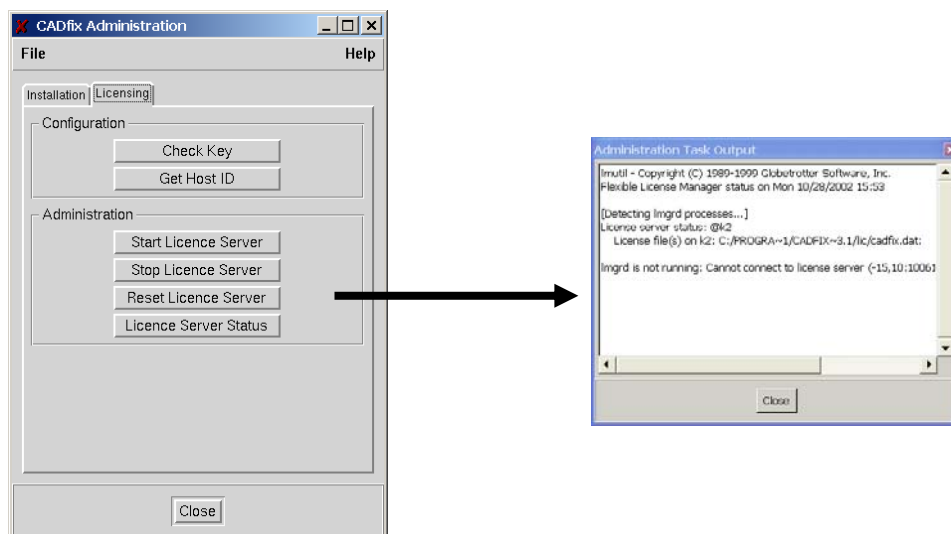 CADfix Administration
File Help
Installation Licensing
Configuration
Check Key
Get Host ID
Administration
Start Licence Server
Stop Licence Server
Reset Licence Server
Licence Server Status
Close
Administration Task Output
lmutil - Copyright (C) 1989-1999 Globetrotter Software, Inc.
Flexible License Manager status on Mon 10/28/2002 15:53
[Detecting lmgrd processes...]
License server status: @k2
License file(s) on k2: C:/PROGRA~1/CADFIX~3.1/lic/cadfix.dat:
lmgrd is not running: Cannot connect to license server (-15,10:10061
Close